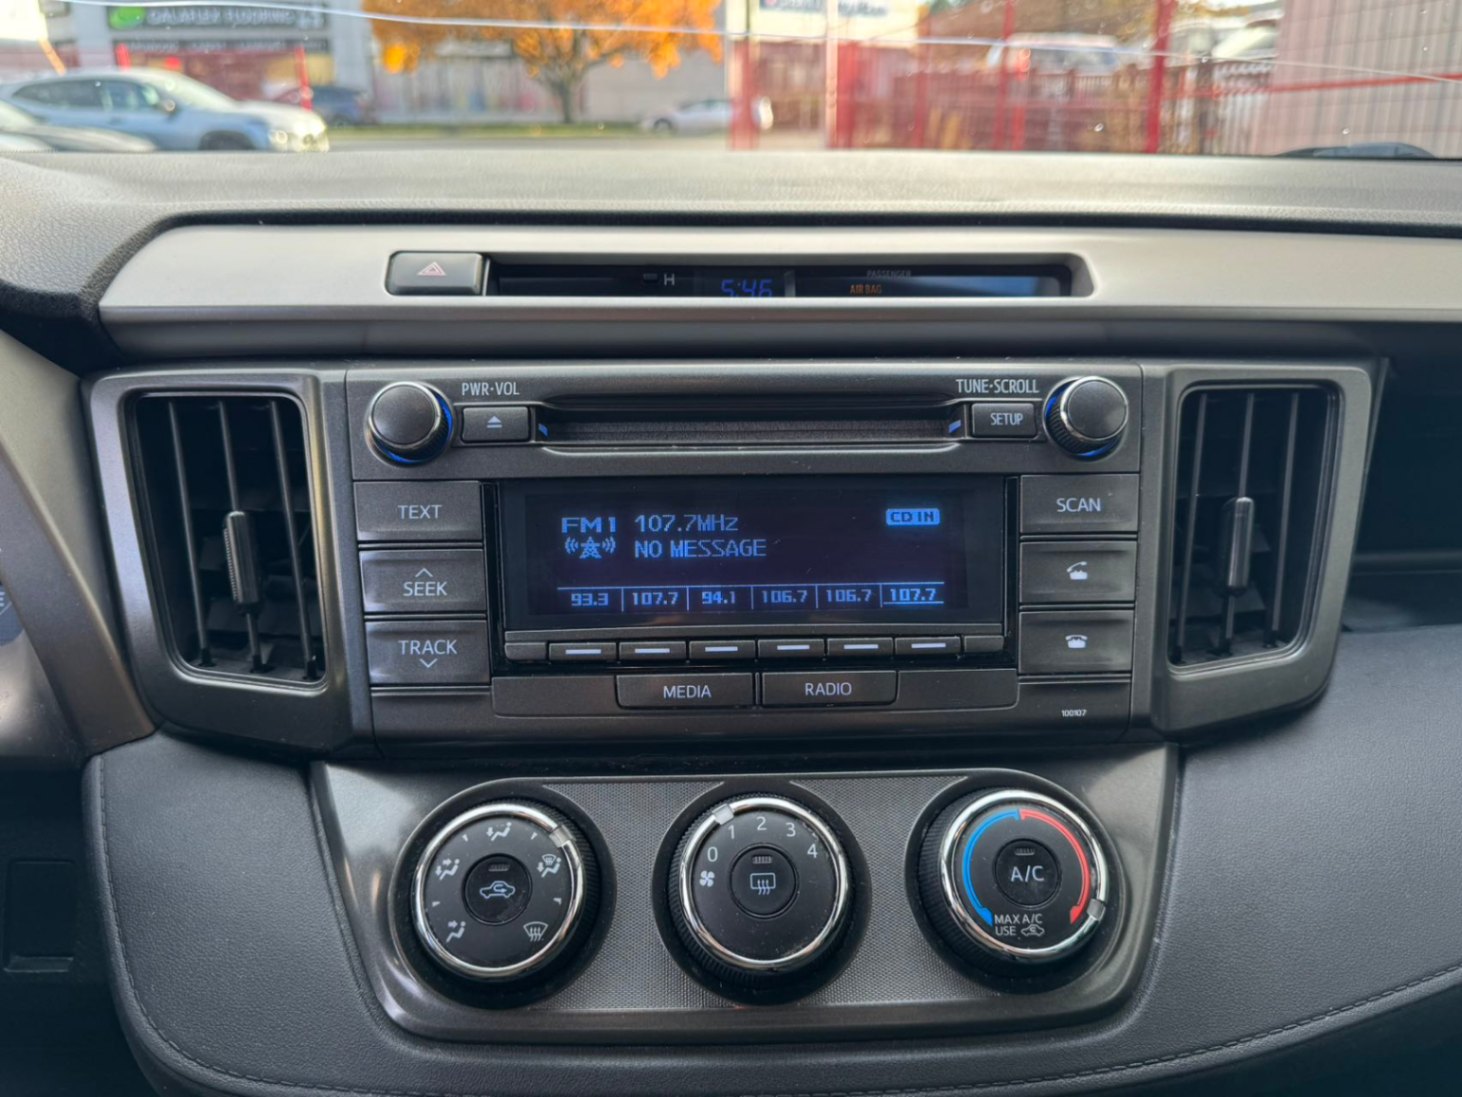 H 5:46 PASSENGER
AIR BAG
PWR·VOL TUNE·SCROLL
SETUP
TEXT
SEEK
TRACK
FM1 107.7MHz CD IN
NO MESSAGE
93.3 107.7 94.1 106.7 106.7 107.7
SCAN
MEDIA RADIO
100107
0 1 2 3 4
A/C
MAX A/C
USE